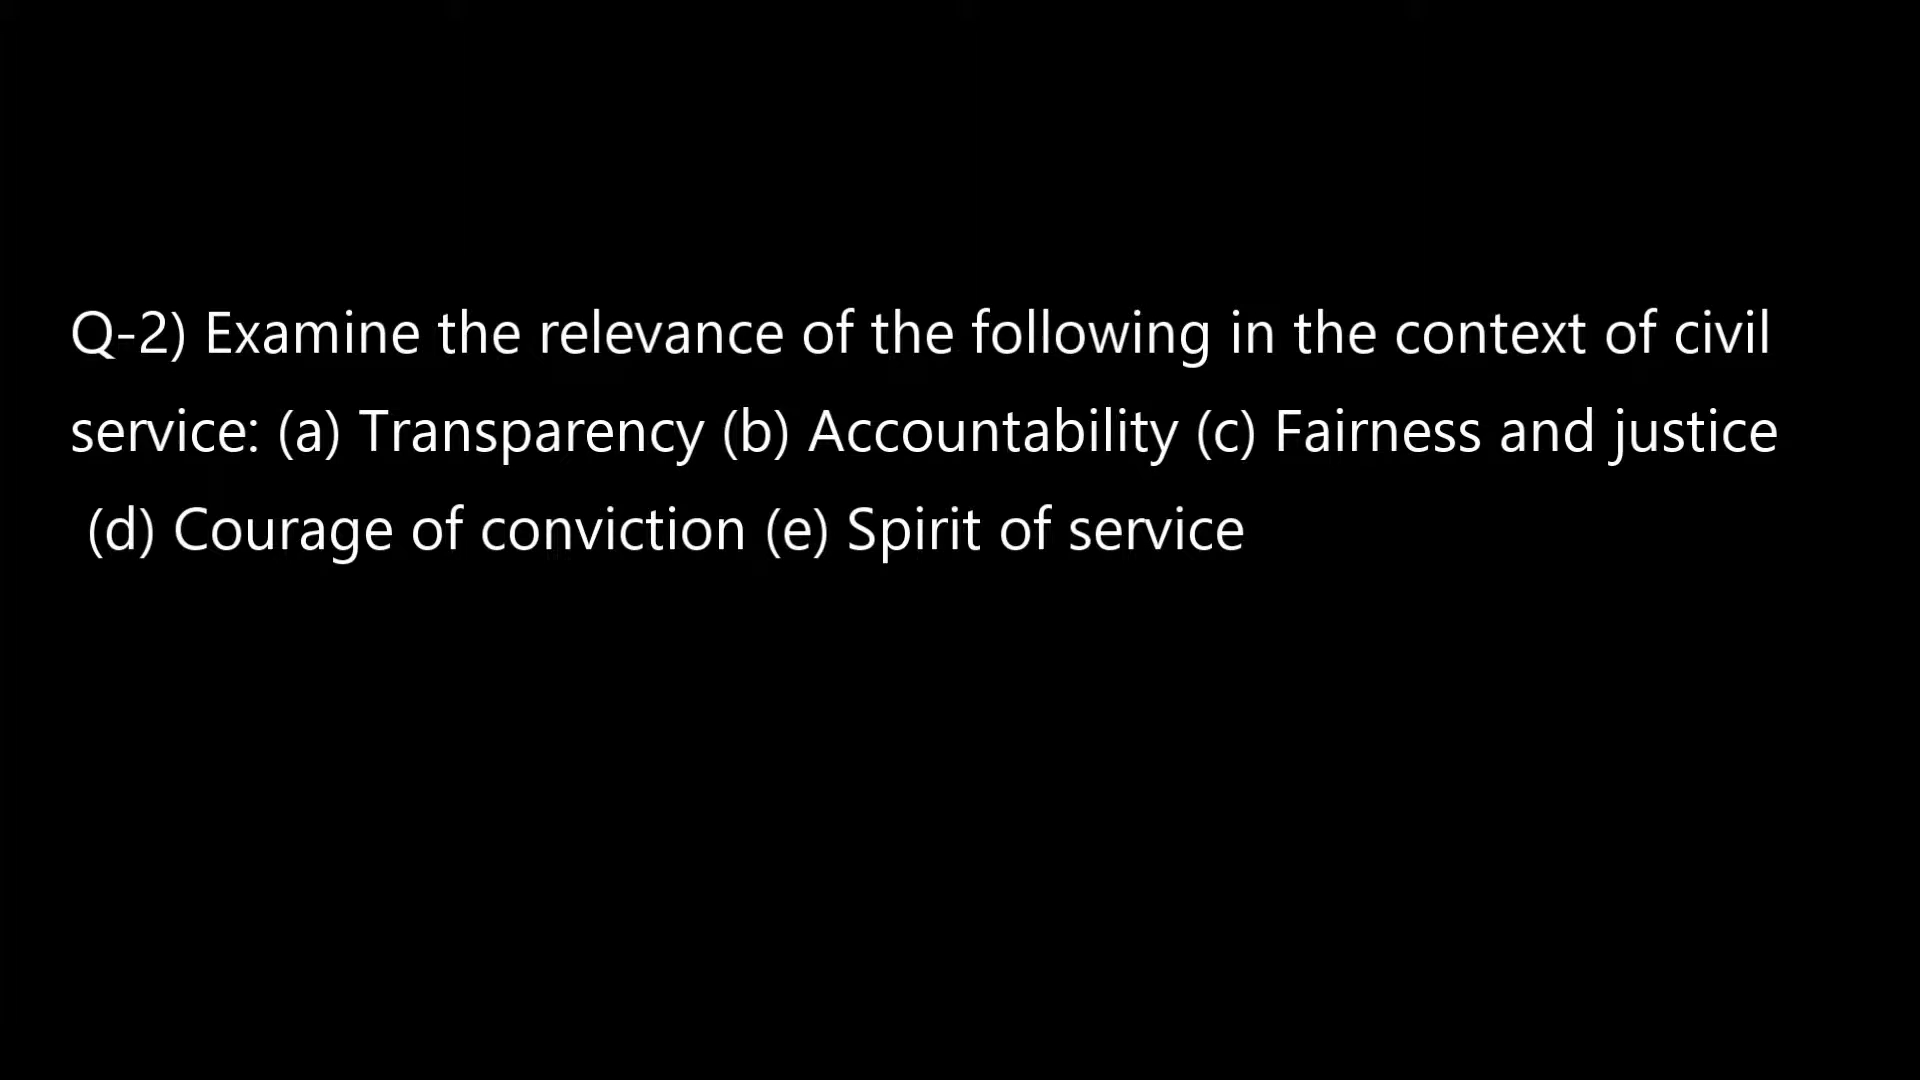 Q-2) Examine the relevance of the following in the context of civil
service: (a) Transparency (b) Accountability (c) Fairness and justice
(d) Courage of conviction (e) Spirit of service